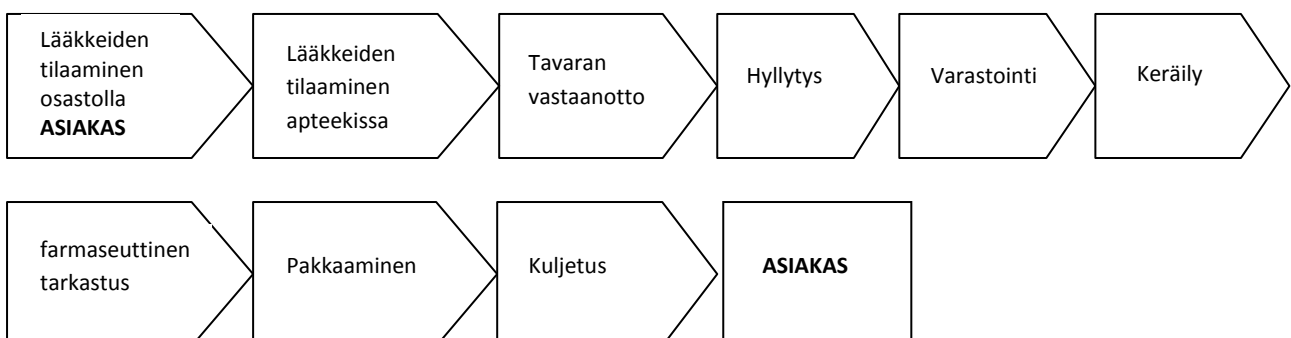 Lääkkeiden
tilaaminen
osastolla
ASIAKAS
Lääkkeiden
tilaaminen
apteekissa
Tavaran
vastaanotto
Hyllytys
Varastointi
Keräily
farmaseuttinen
tarkastus
Pakkaaminen
Kuljetus
ASIAKAS